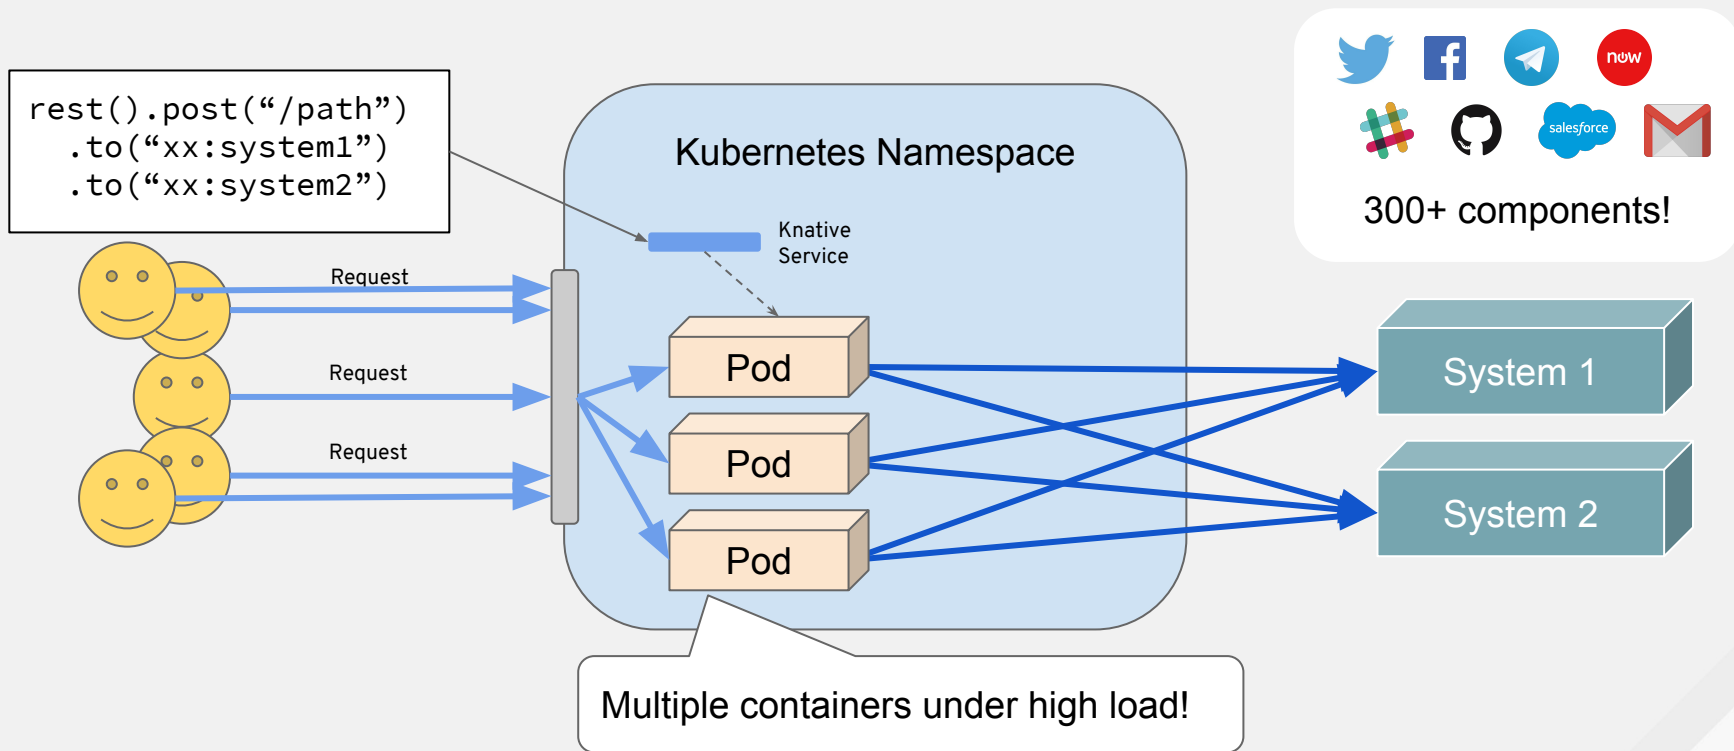 rest().post(“/path”)
.to(“xx:system1”)
.to(“xx:system2”)
Kubernetes Namespace
Knative
Service
Request
Request
Request
Pod
Pod
Pod
System 1
System 2
Multiple containers under high load!
now
salesforce
300+ components!